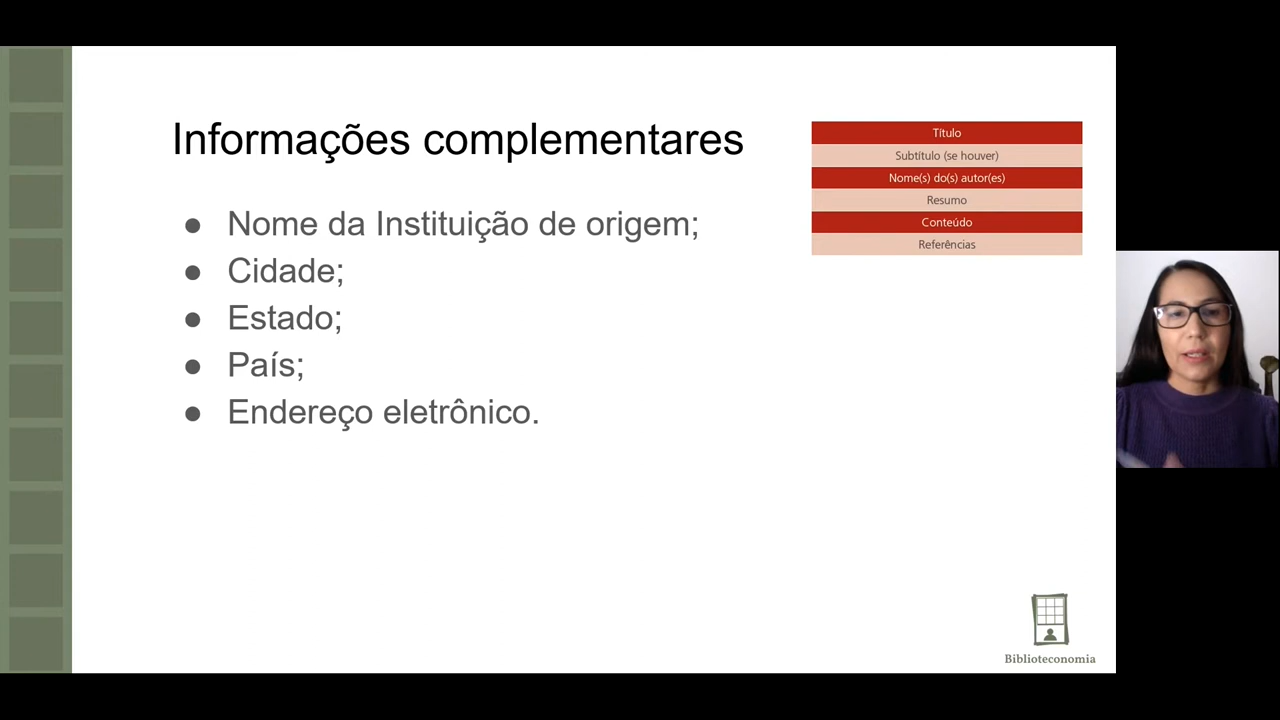 Informações complementares
● Nome da Instituição de origem;
● Cidade;
● Estado;
● País;
● Endereço eletrônico.
Título
Subtítulo (se houver)
Nome(s) do(s) autor(es)
Resumo
Conteúdo
Referências
Biblioteconomia